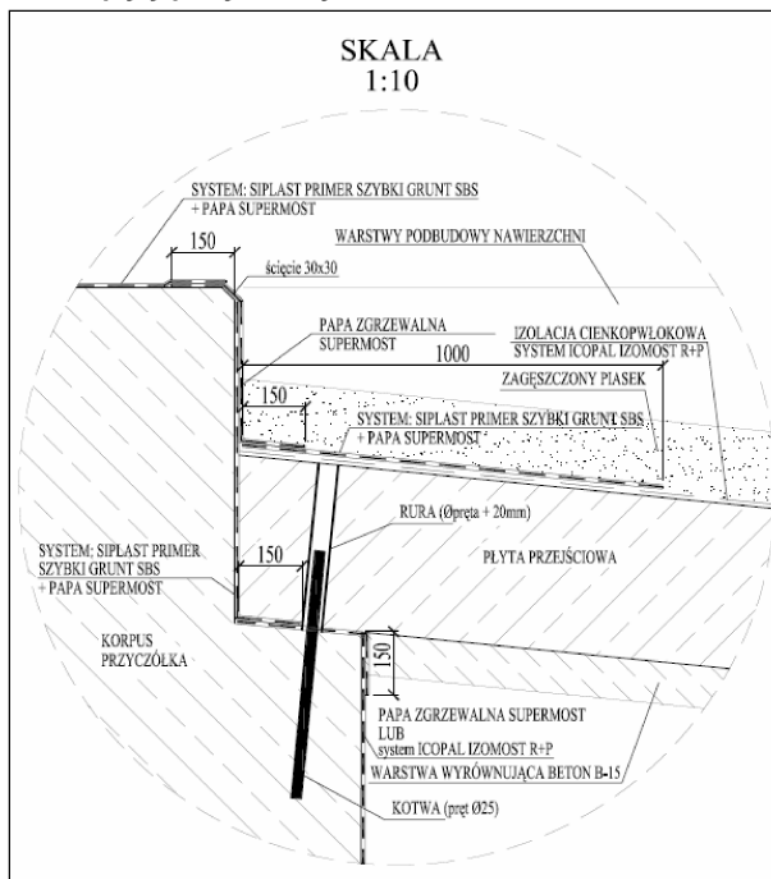 SKALA
1:10
SYSTEM: SIPLAST PRIMER SZYBKI GRUNT SBS
+ PAPA SUPERMOST
150
WARSTWY PODBUDOWY NAWIERZCHNI
ścięcie 30x30
PAPA ZGRZEWALNA
SUPERMOST
1000
IZOLACJA CIENKOPWŁOKOWA
SYSTEM ICOPAL IZOMOST R+P
ZAGĘSZCZONY PIASEK
150
SYSTEM: SIPLAST PRIMER SZYBKI GRUNT SBS
+ PAPA SUPERMOST
RURA (Øpręta + 20mm)
PŁYTA PRZEJŚCIOWA
SYSTEM: SIPLAST PRIMER
SZYBKI GRUNT SBS
+ PAPA SUPERMOST
150
KORPUS
PRZYCZÓŁKA
150
PAPA ZGRZEWALNA SUPERMOST
LUB
system ICOPAL IZOMOST R+P
WARSTWA WYRÓWNUJĄCA BETON B-15
KOTWA (pręt Ø25)